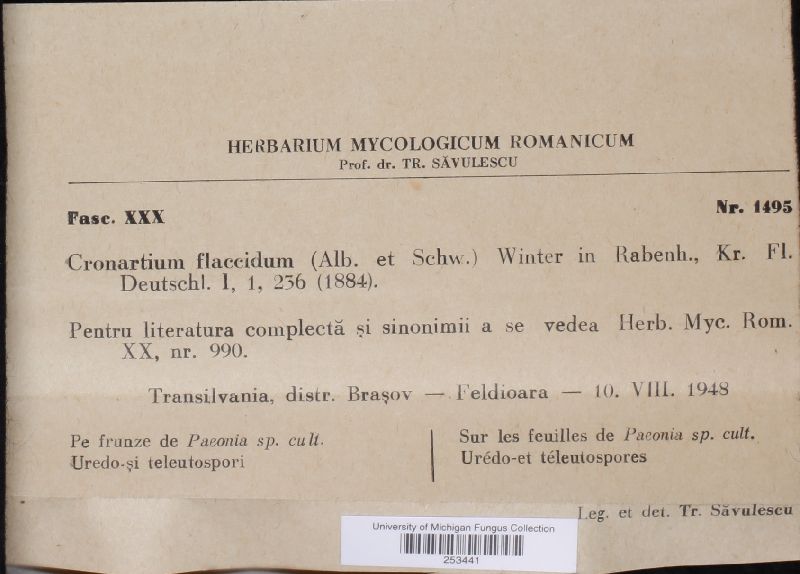 HERBARIUM MYCOLOGICUM ROMANICUM
Prof. dr. TR. SĂVULESCU
Fasc. XXX
Nr. 1495
Cronartium flaccidum (Alb. et Schw.) Winter in Rabenh., Kr. Fl.
Deutschl. I, 1, 236 (1884).
Pentru literatura complectă și sinonimii a se vedea Herb. Myc. Rom.
XX, nr. 990.
Transilvania, distr. Brașov — Feldioara — 10. VIII. 1948
Pe frunze de Paeonia sp. cult.
Uredo-și teleutospori
Sur les feuilles de Paeonia sp. cult.
Urédo-et téleutospores
Leg. et det. Tr. Săvulescu
University of Michigan Fungus Collection
253441